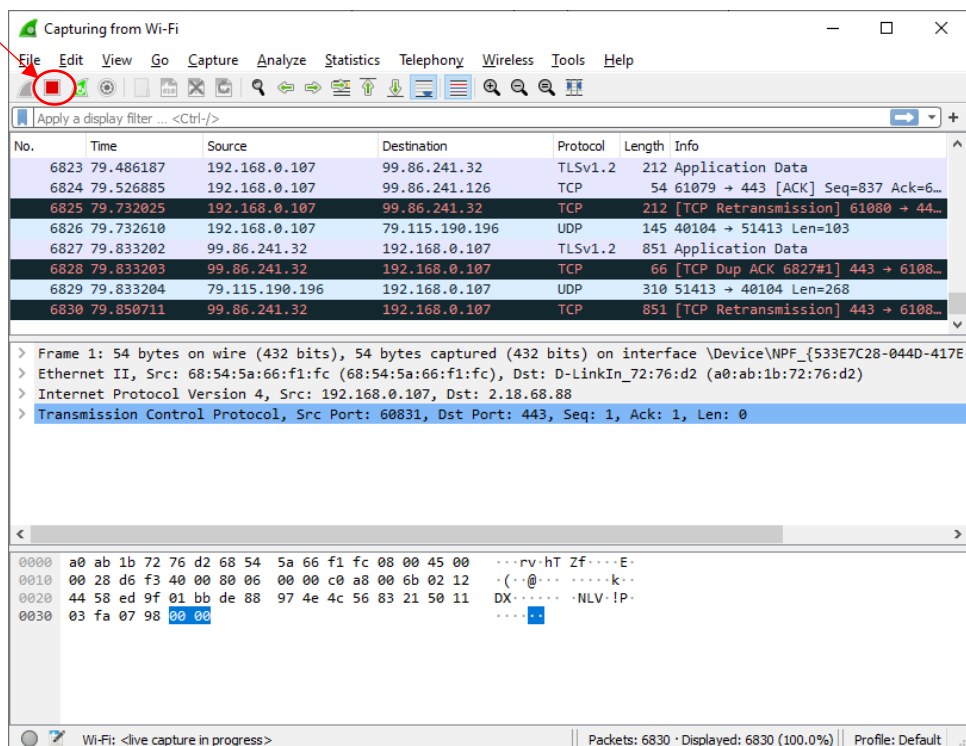 Capturing from Wi-Fi
File Edit View Go Capture Analyze Statistics Telephony Wireless Tools Help
Apply a display filter ... <Ctrl-/>
No. Time Source Destination Protocol Length Info
6823 79.486187 192.168.0.107 99.86.241.32 TLSv1.2 212 Application Data
6824 79.526885 192.168.0.107 99.86.241.126 TCP 54 61079 → 443 [ACK] Seq=837 Ack=6…
6825 79.732025 192.168.0.107 99.86.241.32 TCP 212 [TCP Retransmission] 61080 → 44…
6826 79.732610 192.168.0.107 79.115.190.196 UDP 145 40104 → 51413 Len=103
6827 79.833202 99.86.241.32 192.168.0.107 TLSv1.2 851 Application Data
6828 79.833203 99.86.241.32 192.168.0.107 TCP 66 [TCP Dup ACK 6827#1] 443 → 6108…
6829 79.833204 79.115.190.196 192.168.0.107 UDP 310 51413 → 40104 Len=268
6830 79.850711 99.86.241.32 192.168.0.107 TCP 851 [TCP Retransmission] 443 → 6108…
Frame 1: 54 bytes on wire (432 bits), 54 bytes captured (432 bits) on interface \Device\NPF_{533E7C28-044D-417E
Ethernet II, Src: 68:54:5a:66:f1:fc (68:54:5a:66:f1:fc), Dst: D-LinkIn_72:76:d2 (a0:ab:1b:72:76:d2)
Internet Protocol Version 4, Src: 192.168.0.107, Dst: 2.18.68.88
Transmission Control Protocol, Src Port: 60831, Dst Port: 443, Seq: 1, Ack: 1, Len: 0
0000 a0 ab 1b 72 76 d2 68 54 5a 66 f1 fc 08 00 45 00 ···rv·hT Zf····E·
0010 00 28 d6 f3 40 00 80 06 00 00 c0 a8 00 6b 02 12 ·(··@··· ·····k··
0020 44 58 ed 9f 01 bb de 88 97 4e 4c 56 83 21 50 11 DX······ ·NLV·!P·
0030 03 fa 07 98 00 00 ······
Wi-Fi: <live capture in progress> Packets: 6830 · Displayed: 6830 (100.0%) Profile: Default